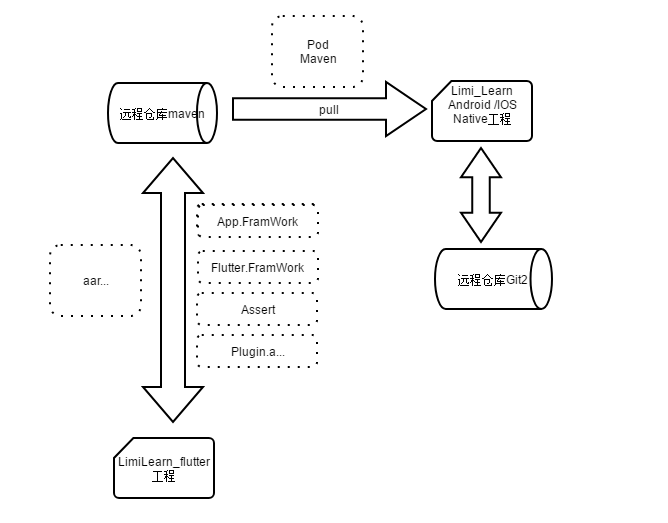 Pod
Maven
远程仓库maven
pull
Limi_Learn
Android /IOS
Native工程
App.FramWork
Flutter.FramWork
aar...
远程仓库Git2
Assert
Plugin.a...
LimiLearn_flutter
工程